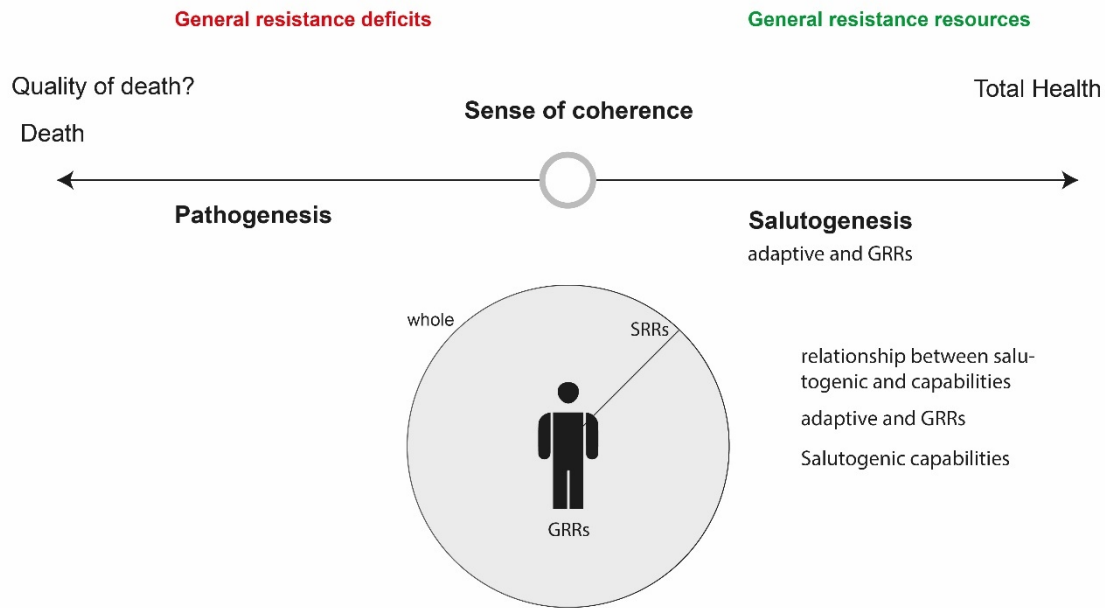 General resistance deficits
General resistance resources
Quality of death?
Total Health
Sense of coherence
Death
Pathogenesis
Salutogenesis
adaptive and GRRs
whole
SRRs
relationship between salu-
togenic and capabilities
adaptive and GRRs
Salutogenic capabilities
GRRs